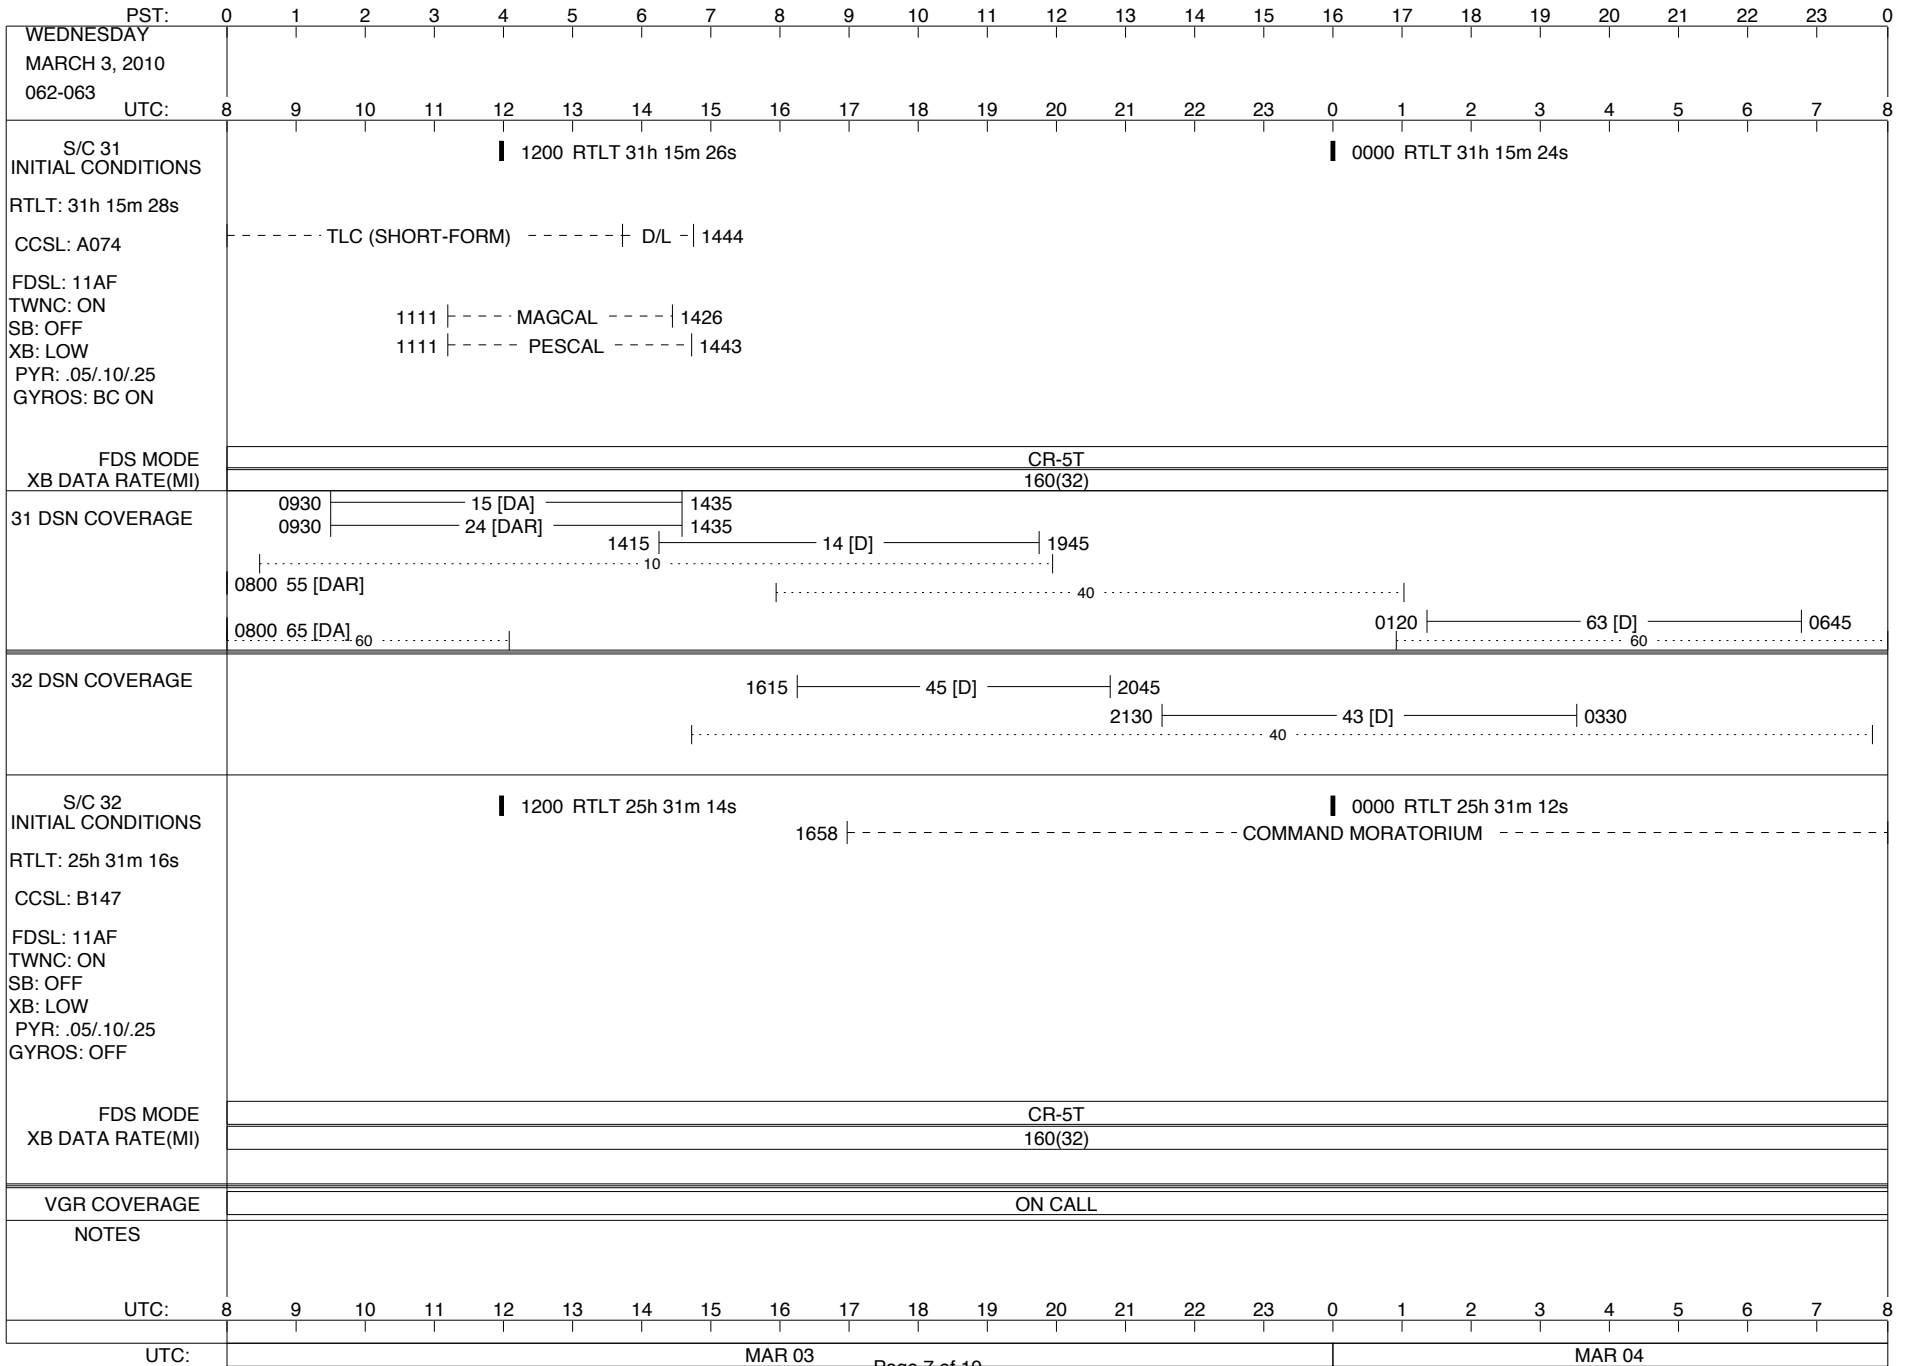 PST: 0 1 2 3 4 5 6 7 8 9 10 11 12 13 14 15 16 17 18 19 20 21 22 23 0
WEDNESDAY
MARCH 3, 2010
062-063
UTC: 8 9 10 11 12 13 14 15 16 17 18 19 20 21 22 23 0 1 2 3 4 5 6 7 8
S/C 31
INITIAL CONDITIONS
1200 RTLT 31h 15m 26s
0000 RTLT 31h 15m 24s
RTLT: 31h 15m 28s
TLC (SHORT-FORM) D/L 1444
CCSL: A074
FDSL: 11AF
TWNC: ON
1111 MAGCAL 1426
SB: OFF
XB: LOW
1111 PESCAL 1443
PYR: .05/.10/.25
GYROS: BC ON
FDS MODE CR-5T
XB DATA RATE(MI) 160(32)
31 DSN COVERAGE
0930 15 [DA] 1435
0930 24 [DAR] 1435
1415 14 [D] 1945
10
0800 55 [DAR]
40
0120 63 [D] 0645
0800 65 [DA]
60
60
32 DSN COVERAGE
1615 45 [D] 2045
2130 43 [D] 0330
40
S/C 32
INITIAL CONDITIONS
1200 RTLT 25h 31m 14s
0000 RTLT 25h 31m 12s
1658 COMMAND MORATORIUM
RTLT: 25h 31m 16s
CCSL: B147
FDSL: 11AF
TWNC: ON
SB: OFF
XB: LOW
PYR: .05/.10/.25
GYROS: OFF
FDS MODE CR-5T
XB DATA RATE(MI) 160(32)
VGR COVERAGE ON CALL
NOTES
UTC: 8 9 10 11 12 13 14 15 16 17 18 19 20 21 22 23 0 1 2 3 4 5 6 7 8
UTC: MAR 03 MAR 04
Page 7 of 19